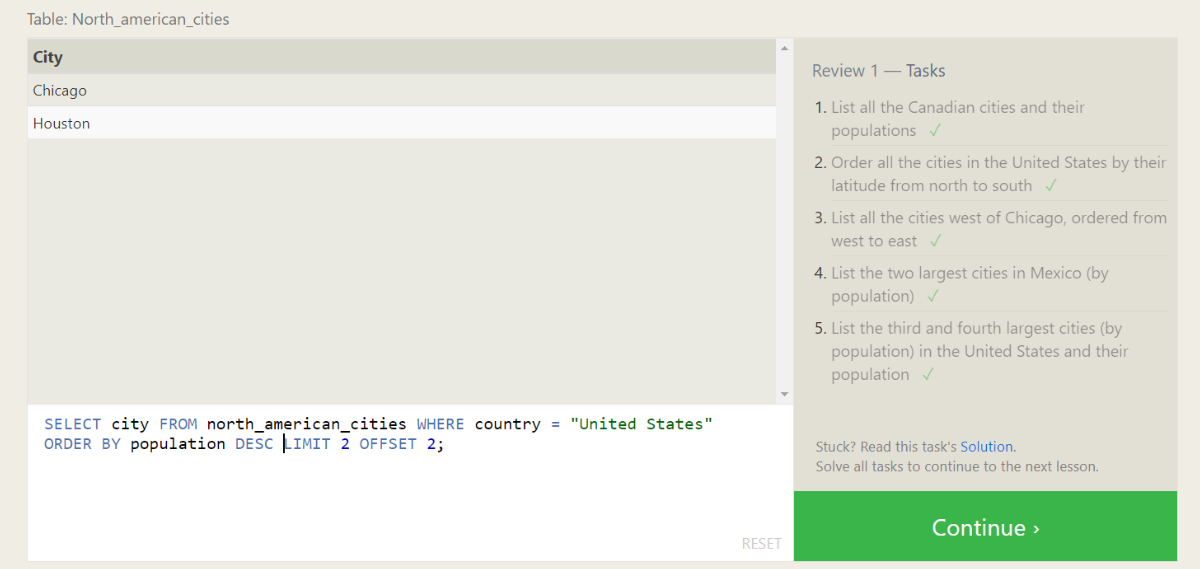 Table: North_american_cities
City
Chicago
Houston
SELECT city FROM north_american_cities WHERE country = "United States"
ORDER BY population DESC LIMIT 2 OFFSET 2;
RESET
Review 1 — Tasks
1. List all the Canadian cities and their
populations ✓
2. Order all the cities in the United States by their
latitude from north to south ✓
3. List all the cities west of Chicago, ordered from
west to east ✓
4. List the two largest cities in Mexico (by
population) ✓
5. List the third and fourth largest cities (by
population) in the United States and their
population ✓
Stuck? Read this task's Solution.
Solve all tasks to continue to the next lesson.
Continue ›